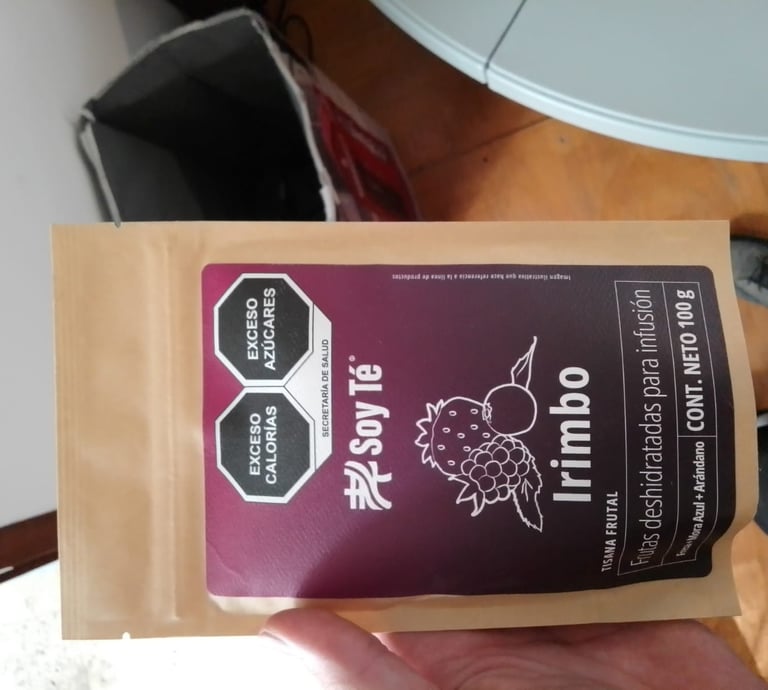 EXCESO
CALORÍAS
EXCESO
AZÚCARES
SECRETARÍA DE SALUD
Soy Té®
Imagen ilustrativa que hace referencia a la línea de productos
Irimbo
TISANA FRUTAL
Frutas deshidratadas para infusión
Fresa+Mora Azul+Arándano
CONT. NETO 100 g